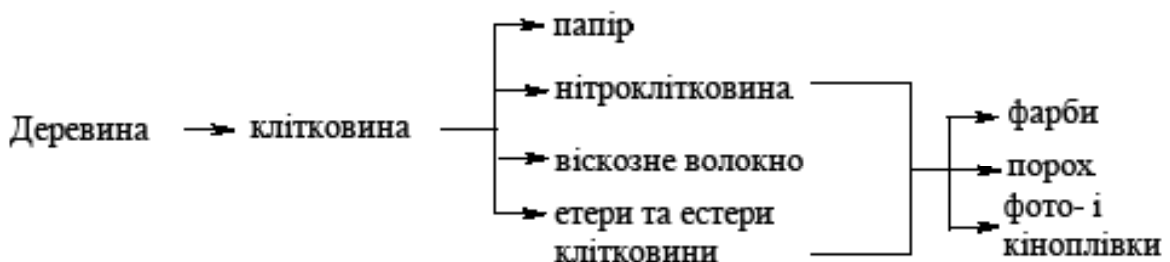 Деревина
клітковина
папір
нітроклітковина
віскозне волокно
етери та естери
клітковини
фарби
порох
фото- і
кіноплівки